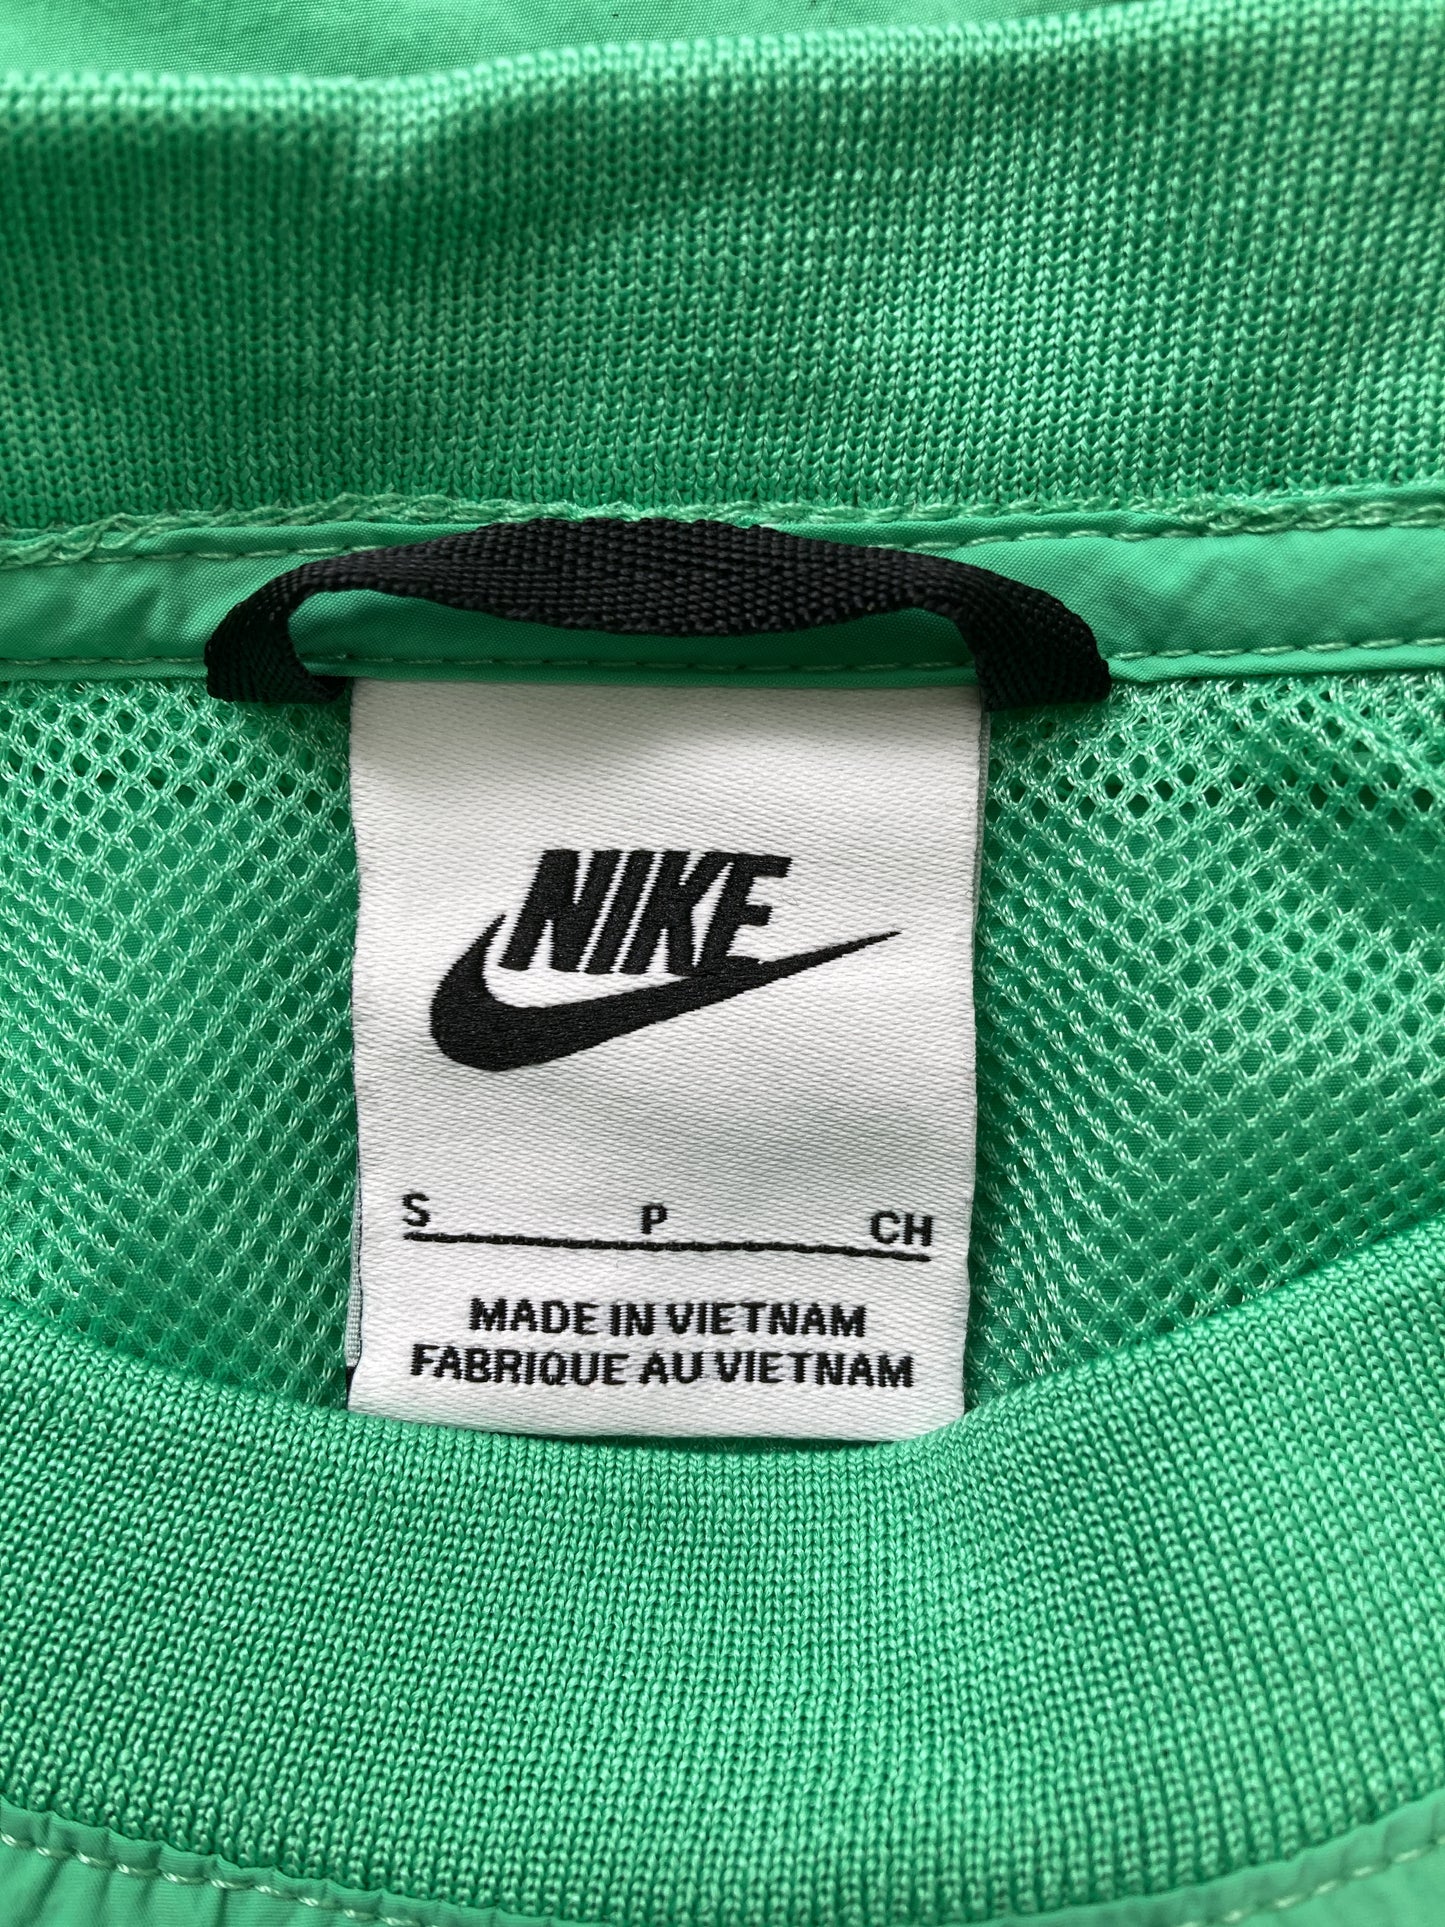 NIKE
S P CH
MADE IN VIETNAM
FABRIQUE AU VIETNAM